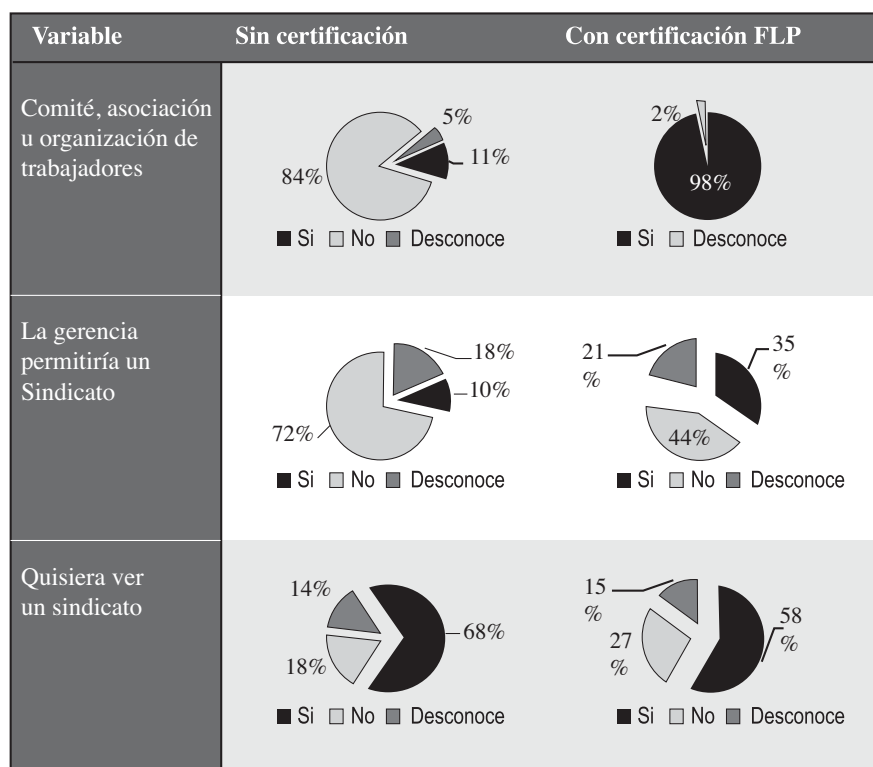 Variable Sin certificación Con certificación FLP
Comité, asociación
u organización de
trabajadores
5%
11%
84%
Si No Desconoce
2%
98%
Si Desconoce
La gerencia
permitiría un
Sindicato
18%
10%
72%
Si No Desconoce
21
%
35
%
44%
Si No Desconoce
Quisiera ver
un sindicato
14%
68%
18%
Si No Desconoce
15
%
58
%
27
%
Si No Desconoce